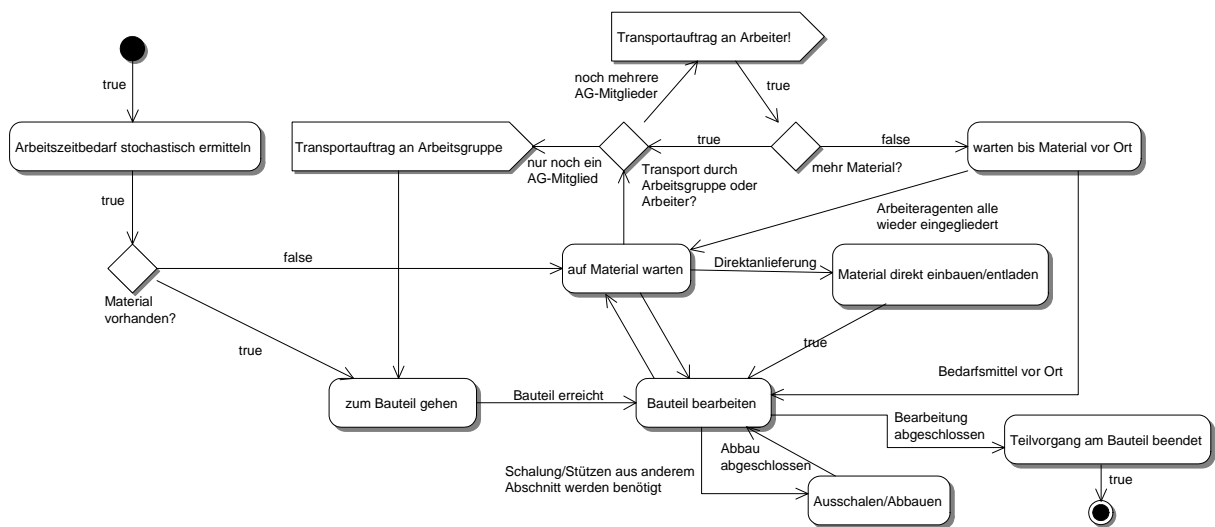 Transportauftrag an Arbeiter!
true
noch mehrere
AG-Mitglieder
true
Arbeitszeitbedarf stochastisch ermitteln
Transportauftrag an Arbeitsgruppe
true
false
warten bis Material vor Ort
nur noch ein
AG-Mitglied
Transport durch
Arbeitsgruppe oder
Arbeiter?
mehr Material?
true
Arbeiteragenten alle
wieder eingegliedert
false
auf Material warten
Direktanlieferung
Material direkt einbauen/entladen
Material
vorhanden?
true
true
Bedarfsmittel vor Ort
zum Bauteil gehen
Bauteil erreicht
Bauteil bearbeiten
Bearbeitung
abgeschlossen
Teilvorgang am Bauteil beendet
Abbau
abgeschlossen
Schalung/Stützen aus anderem
Abschnitt werden benötigt
true
Ausschalen/Abbauen